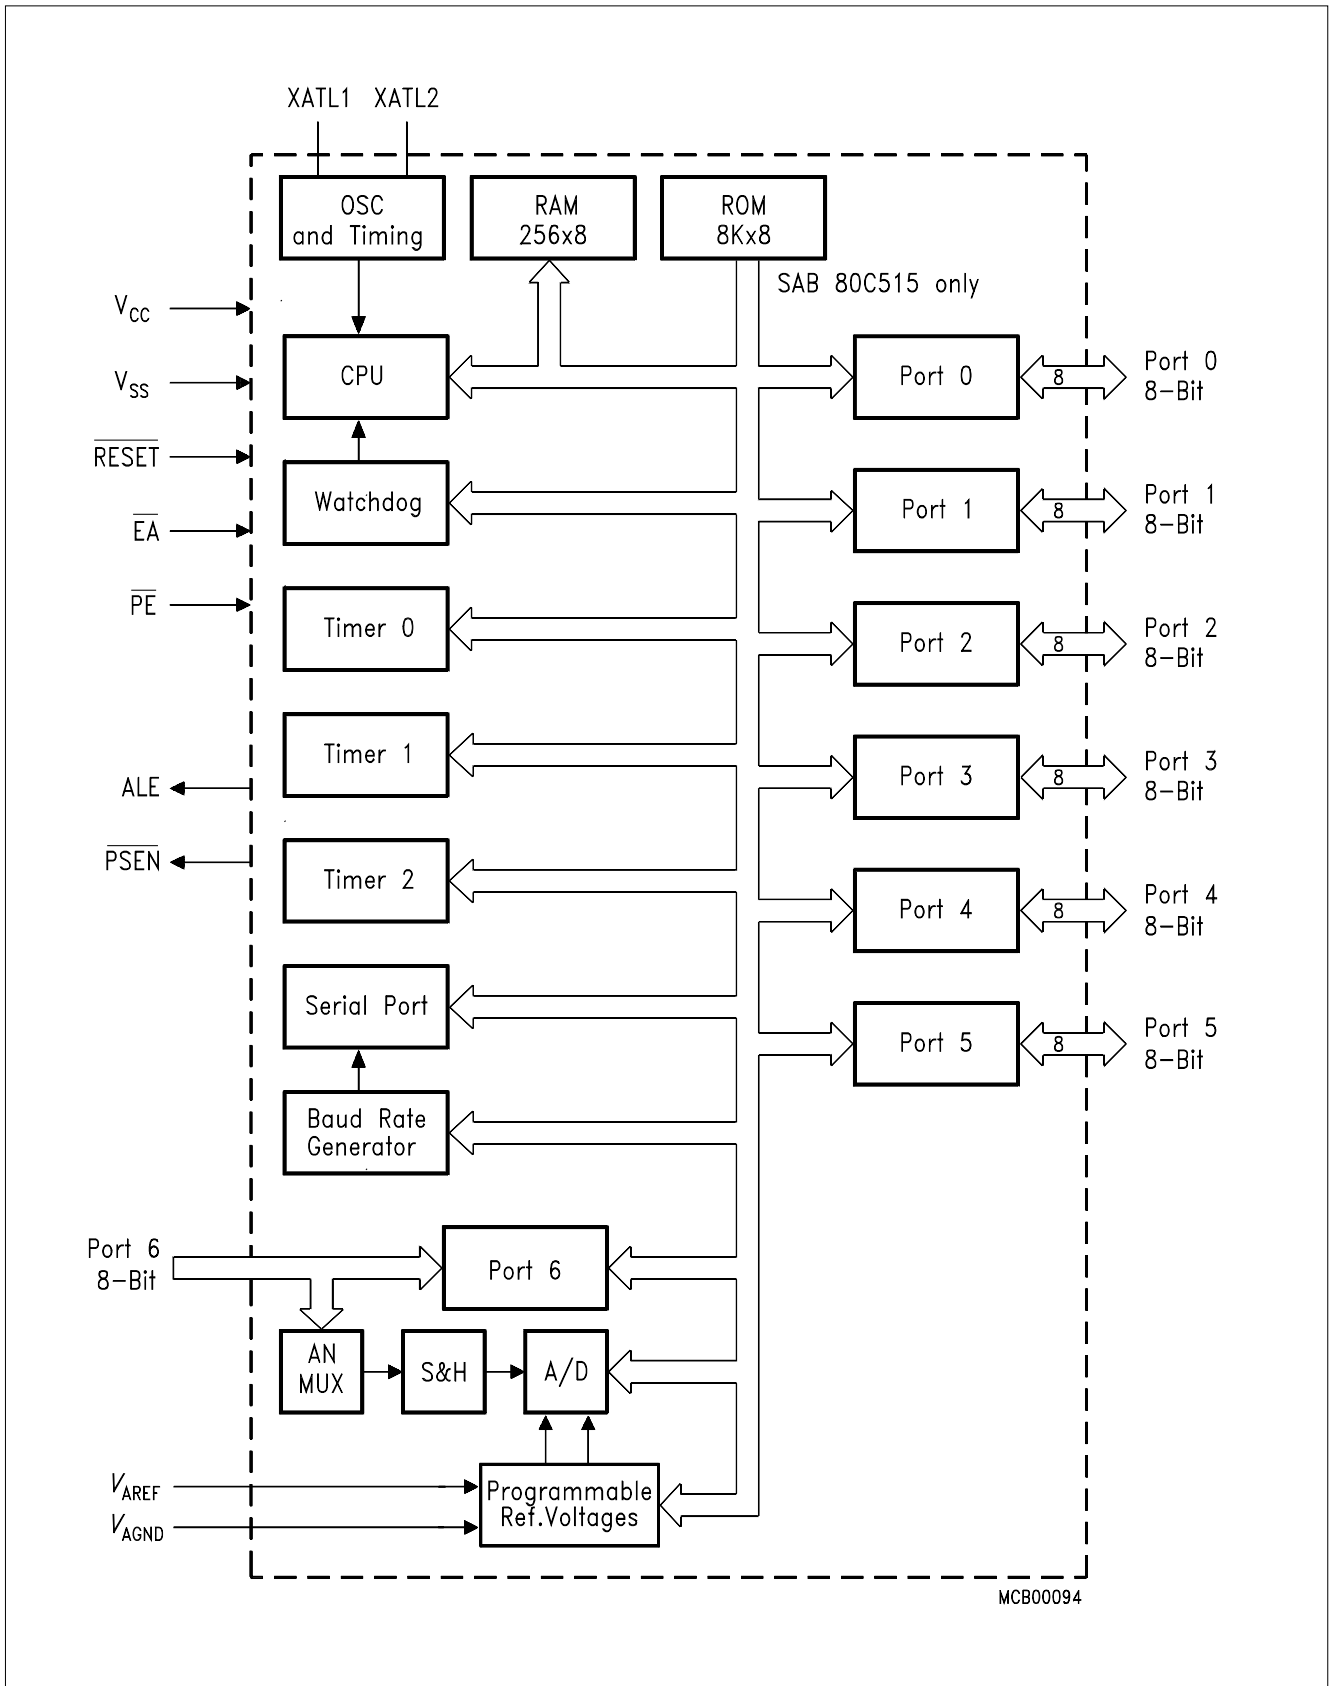 XATL1 XATL2
OSC
and Timing
RAM
256x8
ROM
8Kx8
SAB 80C515 only
VCC
VSS
RESET
EA
PE
ALE
PSEN
CPU
Watchdog
Timer 0
Timer 1
Timer 2
Serial Port
Baud Rate
Generator
Port 0
8
Port 0
8-Bit
Port 1
8
Port 1
8-Bit
Port 2
8
Port 2
8-Bit
Port 3
8
Port 3
8-Bit
Port 4
8
Port 4
8-Bit
Port 5
8
Port 5
8-Bit
Port 6
8-Bit
Port 6
AN
MUX
S&H
A/D
VAREF
VAGND
Programmable
Ref.Voltages
MCB00094